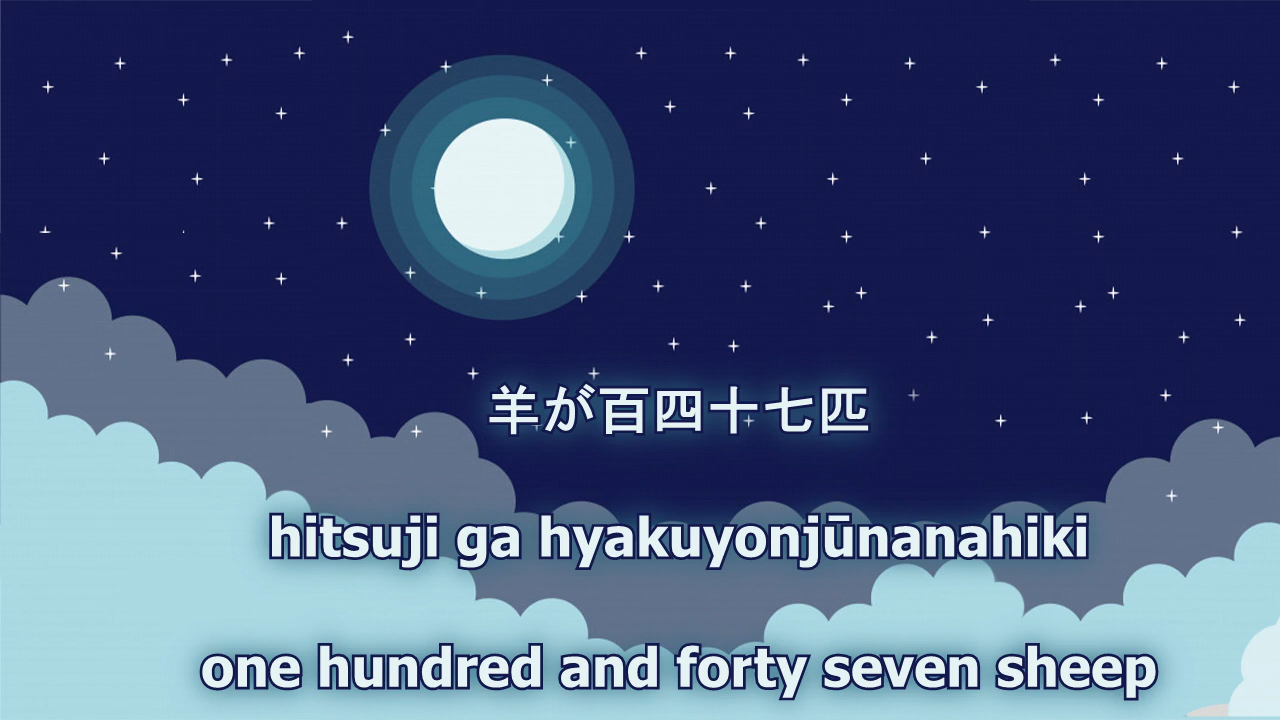 羊が百四十七匹
hitsuji ga hyakuyonjūnanahiki
one hundred and forty seven sheep